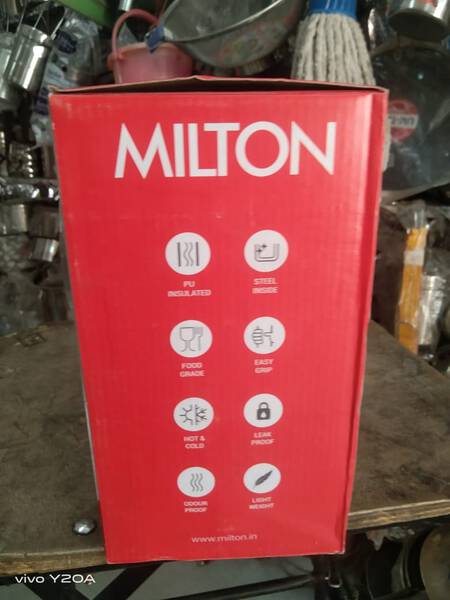 MILTON
PU
INSULATED
STEEL
INSIDE
FOOD
GRADE
EASY
GRIP
HOT &
COLD
LEAK
PROOF
ODOUR
PROOF
LIGHT
WEIGHT
www.milton.in
vivo Y20A